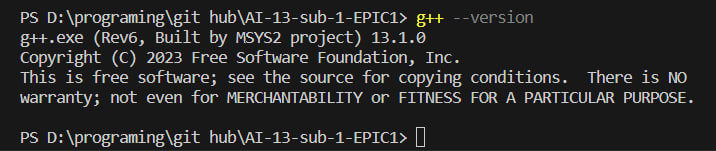 PS D:\programing\git hub\AI-13-sub-1-EPIC1> g++ --version
g++.exe (Rev6, Built by MSYS2 project) 13.1.0
Copyright (C) 2023 Free Software Foundation, Inc.
This is free software; see the source for copying conditions.  There is NO
warranty; not even for MERCHANTABILITY or FITNESS FOR A PARTICULAR PURPOSE.
PS D:\programing\git hub\AI-13-sub-1-EPIC1>